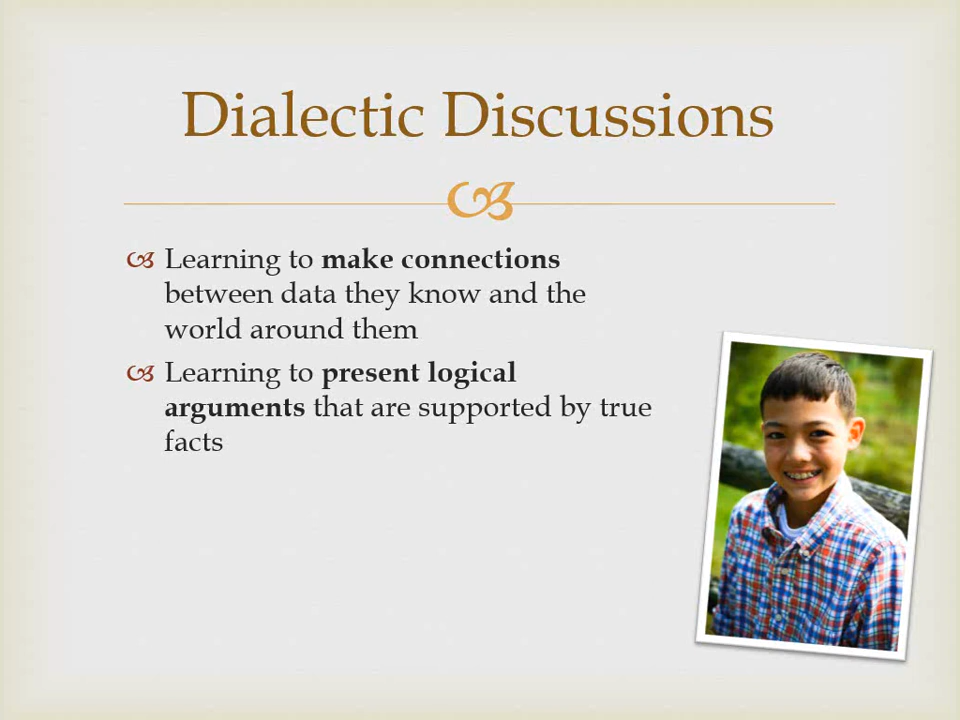 Dialectic Discussions
Learning to make connections
between data they know and the
world around them
Learning to present logical
arguments that are supported by true
facts